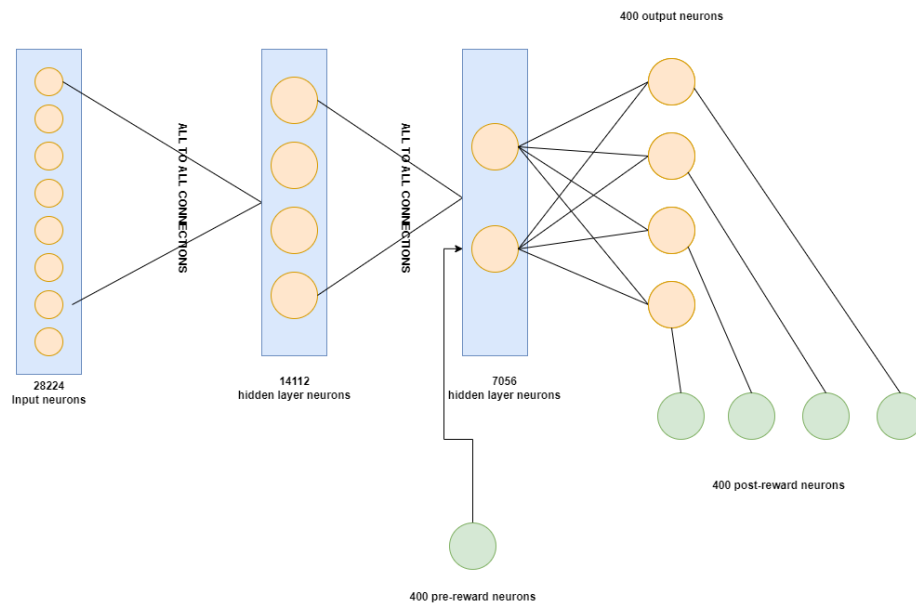 400 output neurons
ALL TO ALL CONNECTIONS
ALL TO ALL CONNECTIONS
28224
Input neurons
14112
hidden layer neurons
7056
hidden layer neurons
400 post-reward neurons
400 pre-reward neurons